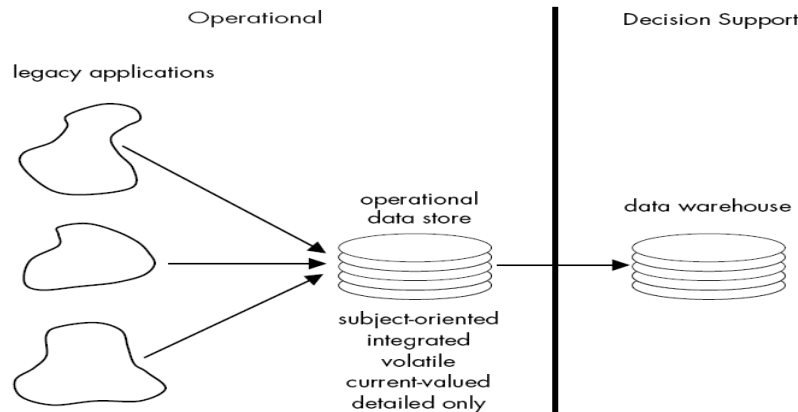 Operational
Decision Support
legacy applications
operational
data store
data warehouse
subject-oriented
integrated
volatile
current-valued
detailed only